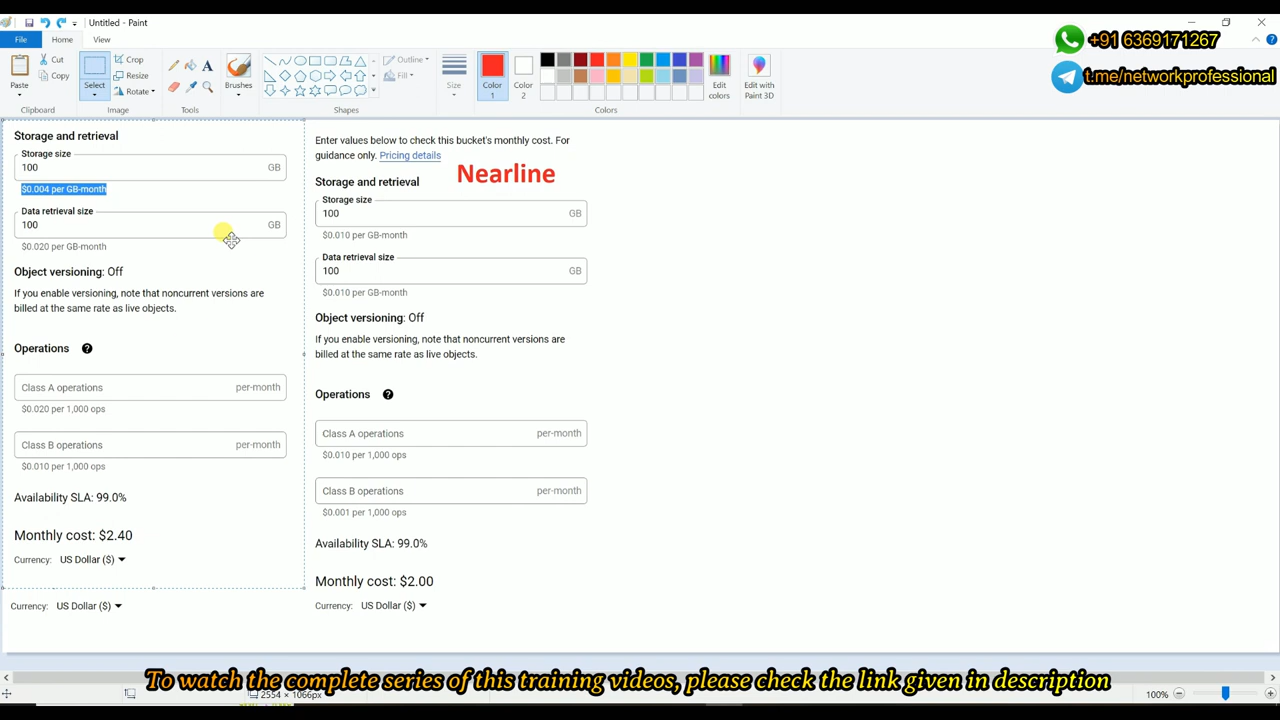 Untitled - Paint
+91 6369171267
File
Home
View
t.me/networkprofessional
Paste
Cut
Copy
Clipboard
Select
Crop
Resize
Rotate
Image
Tools
Brushes
Shapes
Outline
Fill
Size
Color 1
Color 2
Edit colors
Edit with Paint 3D
Colors
Storage and retrieval
Storage size
100 GB
$0.004 per GB-month
Data retrieval size
100 GB
$0.020 per GB-month
Object versioning: Off
If you enable versioning, note that noncurrent versions are
billed at the same rate as live objects.
Operations ?
Class A operations per-month
$0.020 per 1,000 ops
Class B operations per-month
$0.010 per 1,000 ops
Availability SLA: 99.0%
Monthly cost: $2.40
Currency: US Dollar ($)
Currency: US Dollar ($)
Enter values below to check this bucket's monthly cost. For
guidance only. Pricing details
Nearline
Storage and retrieval
Storage size
100 GB
$0.010 per GB-month
Data retrieval size
100 GB
$0.010 per GB-month
Object versioning: Off
If you enable versioning, note that noncurrent versions are
billed at the same rate as live objects.
Operations ?
Class A operations per-month
$0.010 per 1,000 ops
Class B operations per-month
$0.001 per 1,000 ops
Availability SLA: 99.0%
Monthly cost: $2.00
Currency: US Dollar ($)
To watch the complete series of this training videos, please check the link given in description
2554 × 1066px
100%